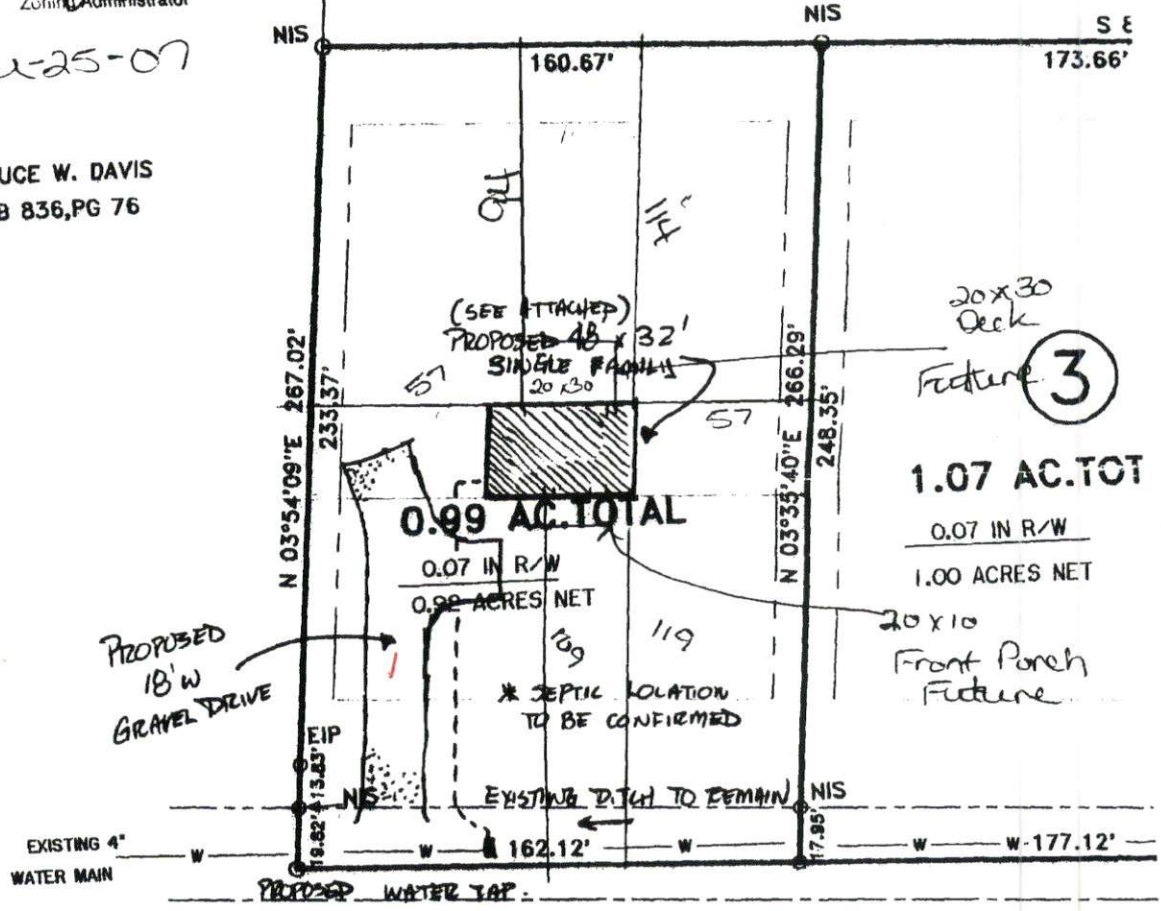 Zoning Administrator
-25-07
UCE W. DAVIS
B 836,PG 76
NIS
NIS
S 8
160.67'
173.66'
94
114'
(SEE ATTACHED)
PROPOSED 48 x 32'
SINGLE FAMILY
20x30
57
57
20x30
Deck
Future
3
N 03°54'09"E 267.02'
233.37'
N 03°35'40"E 266.29'
248.35'
0.99 AC.TOTAL
0.07 IN R/W
0.92 ACRES NET
1.07 AC.TOT
0.07 IN R/W
1.00 ACRES NET
109
119
20x10
Front Porch
Future
PROPOSED
18'W
GRAVEL DRIVE
* SEPTIC LOCATION
TO BE CONFIRMED
EIP
13.83'
19.82'
NIS
EXISTING DITCH TO REMAIN
NIS
17.95'
EXISTING 4"
WATER MAIN
W
W
162.12'
W
W
W
177.12'
PROPOSED WATER TAP